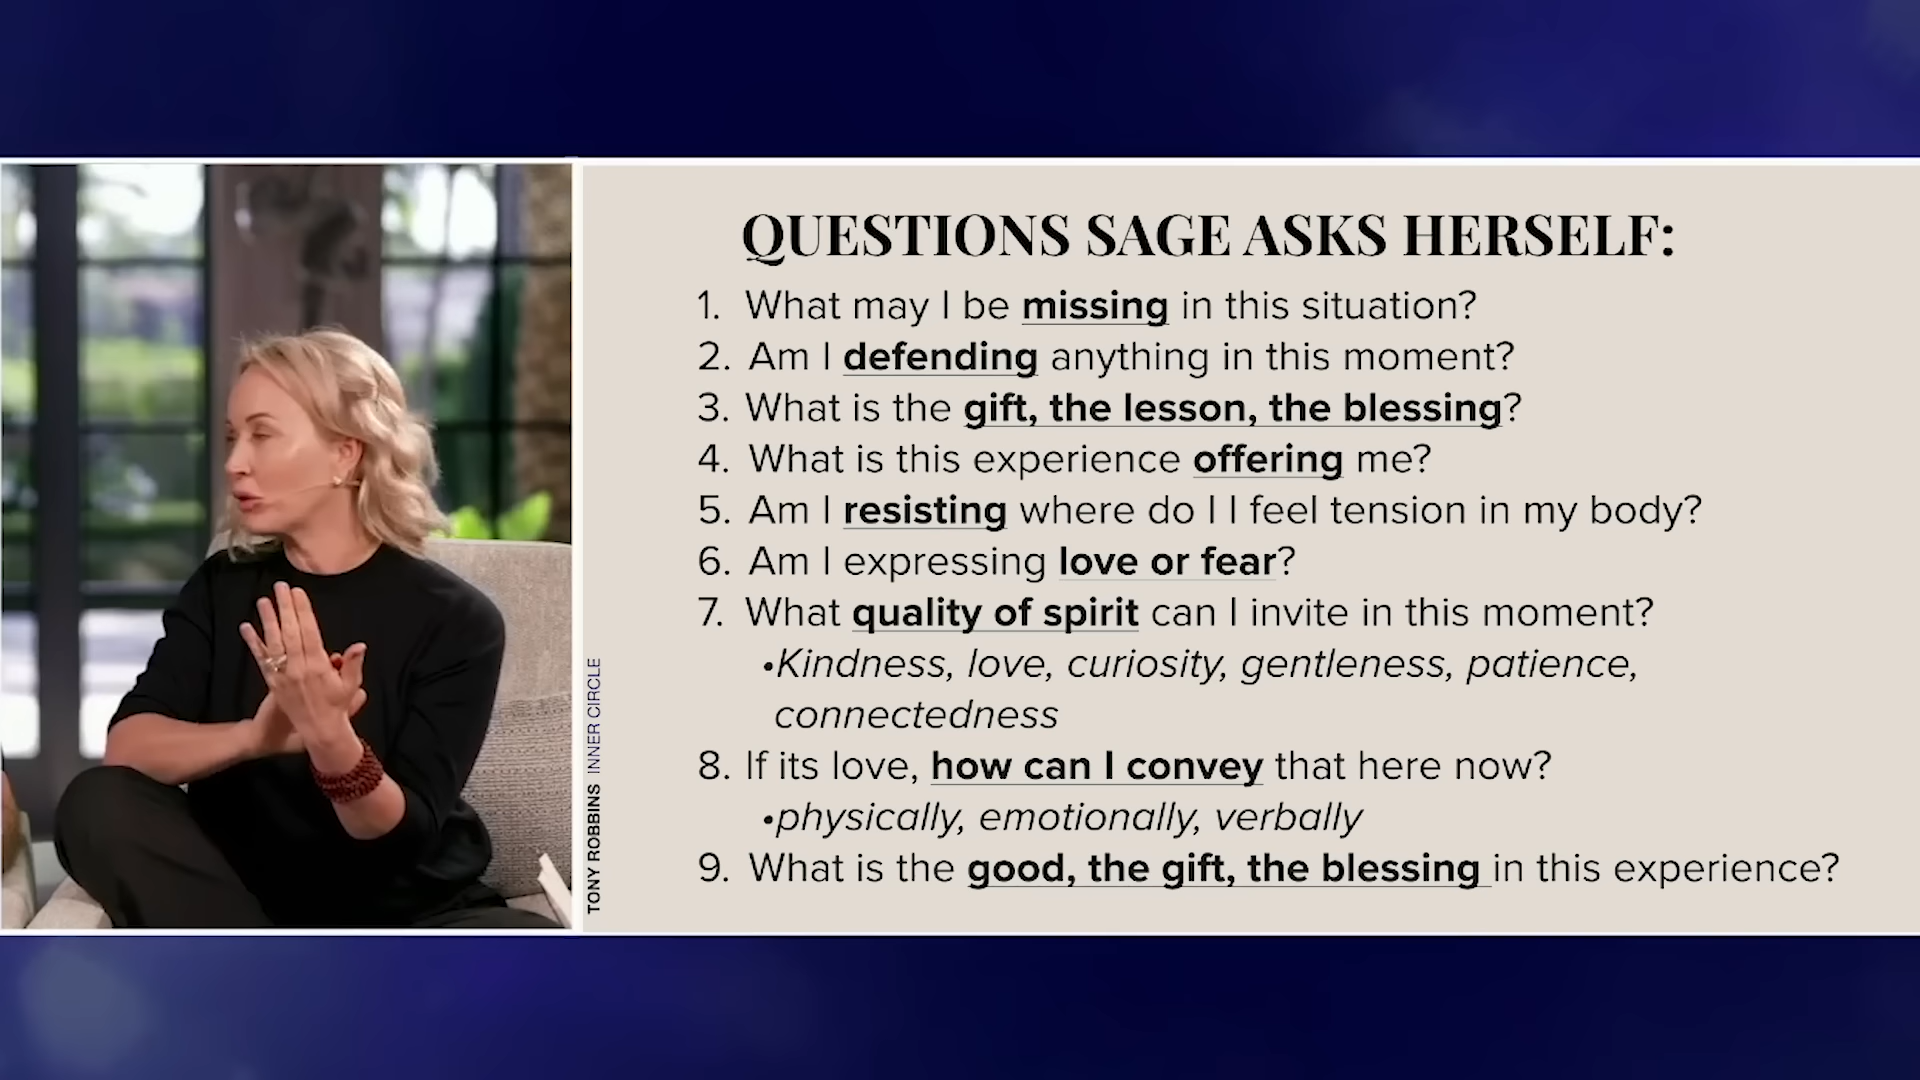 QUESTIONS SAGE ASKS HERSELF:
1. What may I be missing in this situation?
2. Am I defending anything in this moment?
3. What is the gift, the lesson, the blessing?
4. What is this experience offering me?
5. Am I resisting where do I I feel tension in my body?
6. Am I expressing love or fear?
7. What quality of spirit can I invite in this moment?
•Kindness, love, curiosity, gentleness, patience,
connectedness
8. If its love, how can I convey that here now?
•physically, emotionally, verbally
9. What is the good, the gift, the blessing in this experience?
TONY ROBBINS INNER CIRCLE